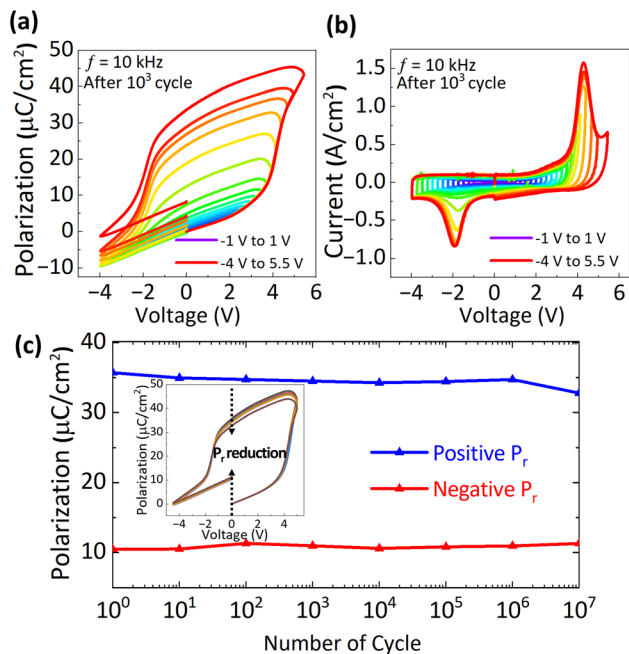 (a)
f = 10 kHz
After 10³ cycle
-1 V to 1 V
-4 V to 5.5 V
Polarization (μC/cm²)
50
40
30
20
10
0
−10
−4 −2 0 2 4 6
Voltage (V)
(b)
f = 10 kHz
After 10³ cycle
-1 V to 1 V
-4 V to 5.5 V
Current (A/cm²)
1.5
1.0
0.5
0.0
−0.5
−1.0
−4 −2 0 2 4 6
Voltage (V)
(c)
Polarization (μC/cm²)
40
30
20
10
Polarization (μC/cm²)
50
40
30
20
10
0
Pr reduction
-4 -2 0 2 4
Voltage (V)
Positive Pr
Negative Pr
10⁰ 10¹ 10² 10³ 10⁴ 10⁵ 10⁶ 10⁷
Number of Cycle